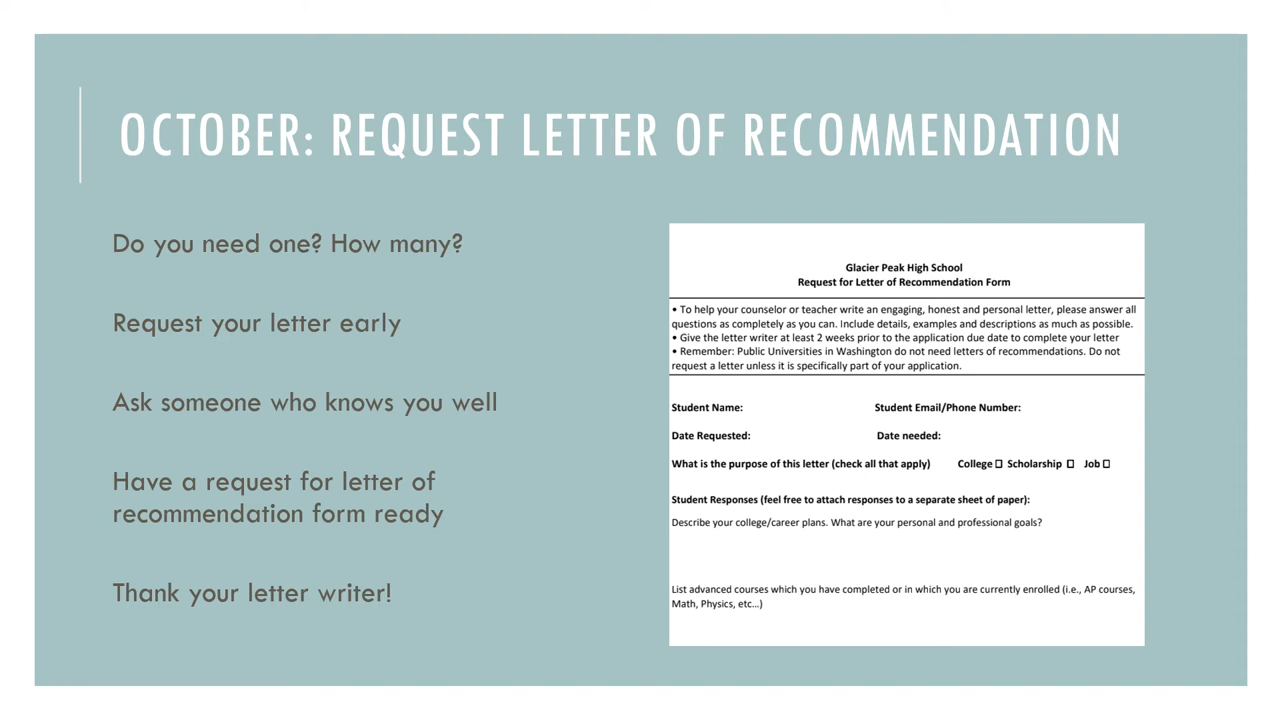 OCTOBER: REQUEST LETTER OF RECOMMENDATION
Do you need one? How many?
Request your letter early
Ask someone who knows you well
Have a request for letter of
recommendation form ready
Thank your letter writer!
Glacier Peak High School
Request for Letter of Recommendation Form
• To help your counselor or teacher write an engaging, honest and personal letter, please answer all
questions as completely as you can. Include details, examples and descriptions as much as possible.
• Give the letter writer at least 2 weeks prior to the application due date to complete your letter
• Remember: Public Universities in Washington do not need letters of recommendations. Do not
request a letter unless it is specifically part of your application.
Student Name: Student Email/Phone Number:
Date Requested: Date needed:
What is the purpose of this letter (check all that apply) College ☐ Scholarship ☐ Job ☐
Student Responses (feel free to attach responses to a separate sheet of paper):
Describe your college/career plans. What are your personal and professional goals?
List advanced courses which you have completed or in which you are currently enrolled (i.e., AP courses,
Math, Physics, etc...)